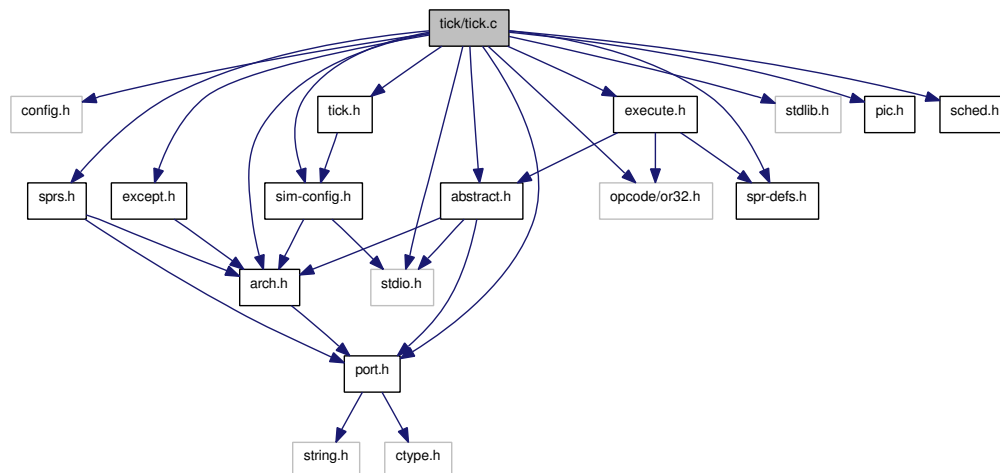 tick/tick.c
config.h
tick.h
execute.h
stdlib.h
pic.h
sched.h
sprs.h
except.h
sim-config.h
abstract.h
opcode/or32.h
spr-defs.h
arch.h
stdio.h
port.h
string.h
ctype.h